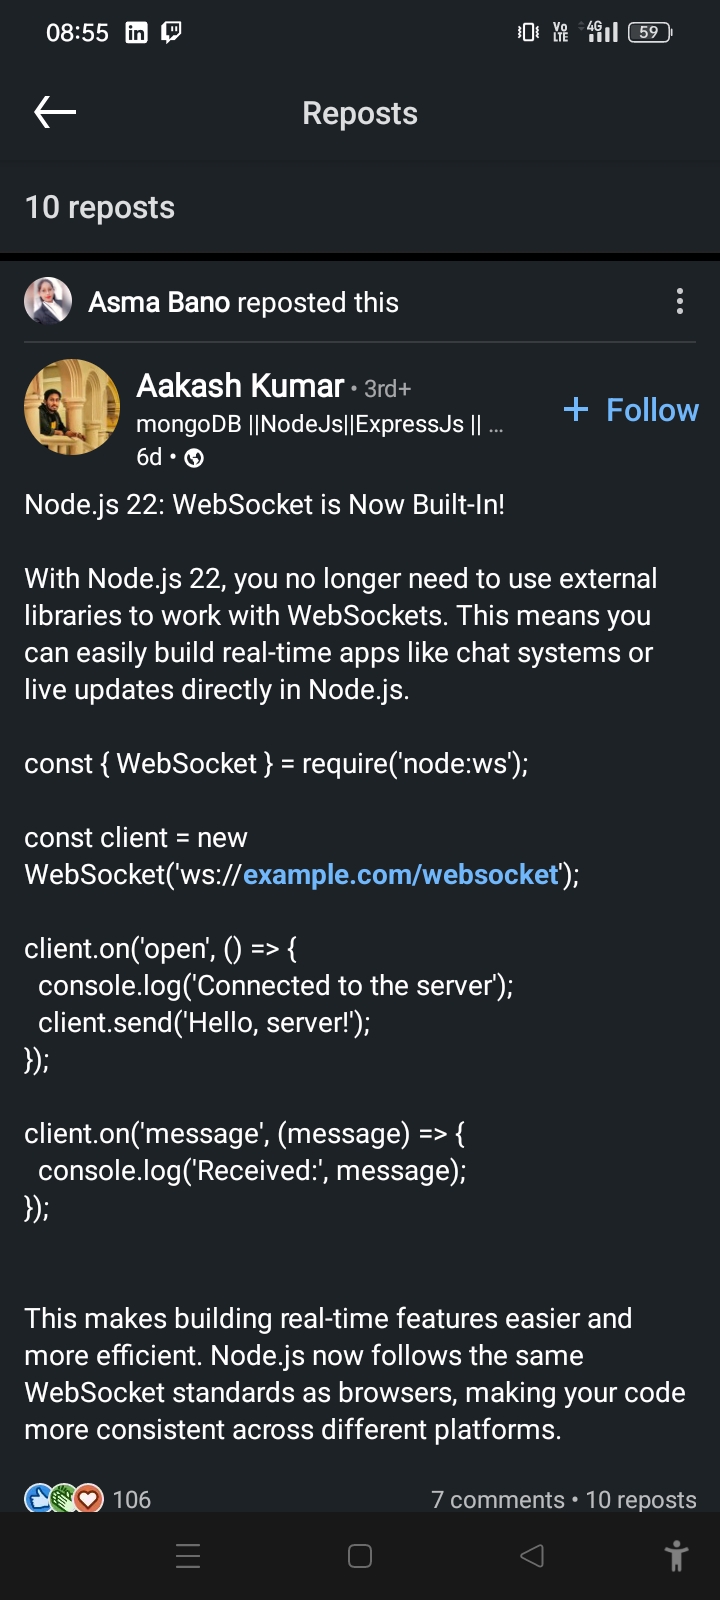 08:55
Vo LTE 4G 59
Reposts
10 reposts
Asma Bano reposted this
Aakash Kumar • 3rd+
mongoDB ||NodeJs||ExpressJs || ...
+ Follow
6d •
Node.js 22: WebSocket is Now Built-In!
With Node.js 22, you no longer need to use external
libraries to work with WebSockets. This means you
can easily build real-time apps like chat systems or
live updates directly in Node.js.
const { WebSocket } = require('node:ws');
const client = new
WebSocket('ws://example.com/websocket');
client.on('open', () => {
  console.log('Connected to the server');
  client.send('Hello, server!');
});
client.on('message', (message) => {
  console.log('Received:', message);
});
This makes building real-time features easier and
more efficient. Node.js now follows the same
WebSocket standards as browsers, making your code
more consistent across different platforms.
106
7 comments • 10 reposts